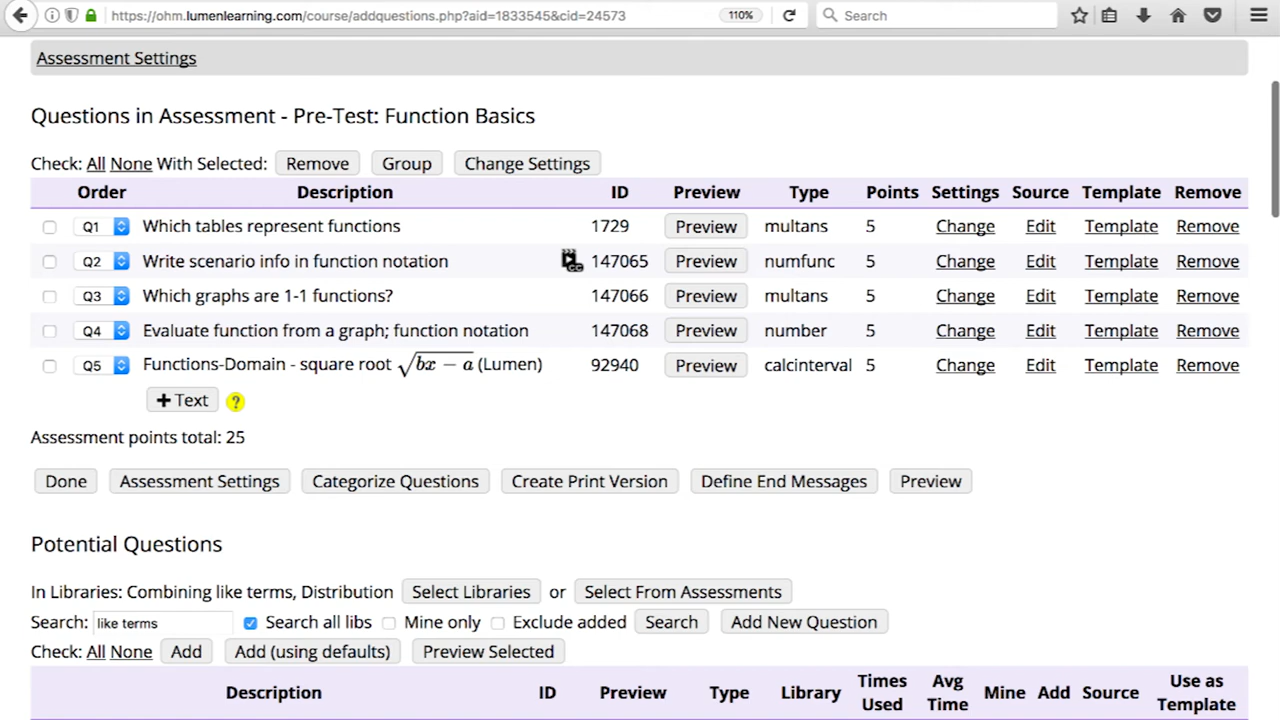 https://ohm.lumenlearning.com/course/addquestions.php?aid=1833545&cid=24573 110% Search
Assessment Settings
Questions in Assessment - Pre-Test: Function Basics
Check: All None With Selected: Remove Group Change Settings
Order Description ID Preview Type Points Settings Source Template Remove
Q1 Which tables represent functions 1729 Preview multans 5 Change Edit Template Remove
Q2 Write scenario info in function notation CC 147065 Preview numfunc 5 Change Edit Template Remove
Q3 Which graphs are 1-1 functions? 147066 Preview multans 5 Change Edit Template Remove
Q4 Evaluate function from a graph; function notation 147068 Preview number 5 Change Edit Template Remove
Q5 Functions-Domain - square root √(bx − a) (Lumen) 92940 Preview calcinterval 5 Change Edit Template Remove
+ Text ?
Assessment points total: 25
Done Assessment Settings Categorize Questions Create Print Version Define End Messages Preview
Potential Questions
In Libraries: Combining like terms, Distribution Select Libraries or Select From Assessments
Search: like terms Search all libs Mine only Exclude added Search Add New Question
Check: All None Add Add (using defaults) Preview Selected
Description ID Preview Type Library Times Used Avg Time Mine Add Source Use as Template